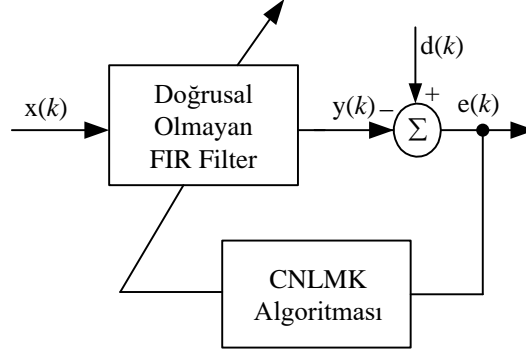 d(k)
x(k)
Doğrusal
Olmayan
FIR Filter
y(k)
−
+
Σ
e(k)
CNLMK
Algoritması